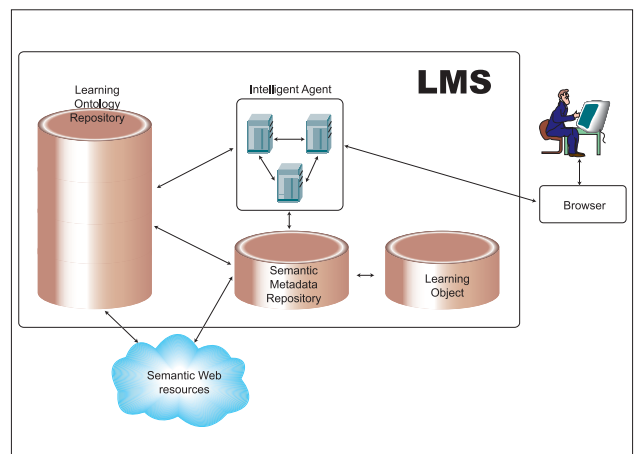 Learning
Ontology
Repository
Intelligent Agent
LMS
Browser
Semantic
Metadata
Repository
Learning
Object
Semantic Web
resources